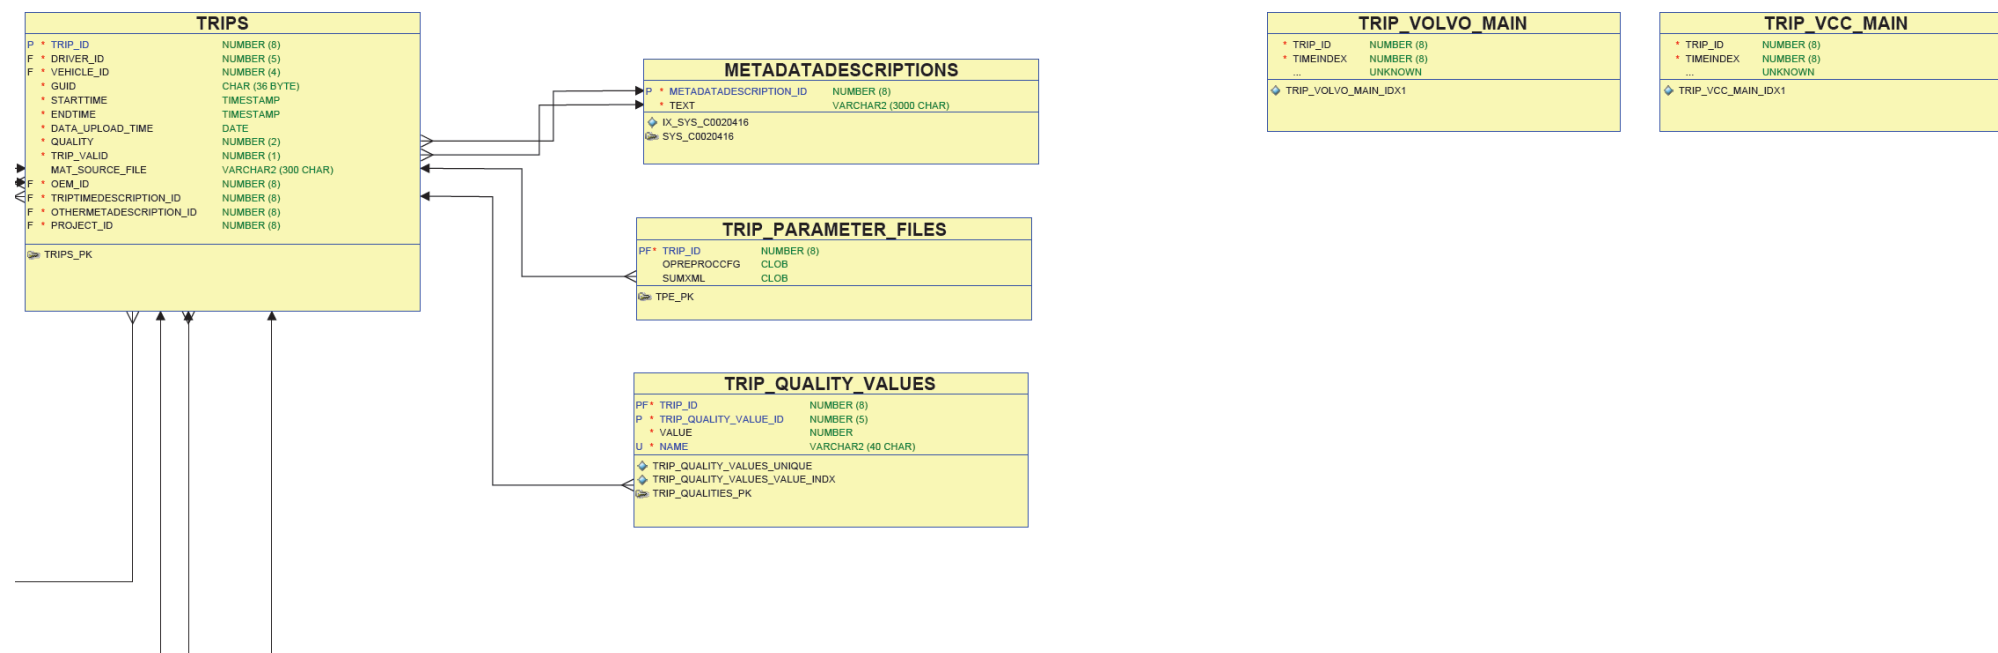 TRIPS
P * TRIP_ID NUMBER (8)
F * DRIVER_ID NUMBER (5)
F * VEHICLE_ID NUMBER (4)
* GUID CHAR (36 BYTE)
* STARTTIME TIMESTAMP
* ENDTIME TIMESTAMP
* DATA_UPLOAD_TIME DATE
* QUALITY NUMBER (2)
* TRIP_VALID NUMBER (1)
MAT_SOURCE_FILE VARCHAR2 (300 CHAR)
F * OEM_ID NUMBER (8)
F * TRIPTIMEDESCRIPTION_ID NUMBER (8)
F * OTHERMETADESCRIPTION_ID NUMBER (8)
F * PROJECT_ID NUMBER (8)
TRIPS_PK
METADATADESCRIPTIONS
P * METADATADESCRIPTION_ID NUMBER (8)
* TEXT VARCHAR2 (3000 CHAR)
IX_SYS_C0020416
SYS_C0020416
TRIP_PARAMETER_FILES
PF* TRIP_ID NUMBER (8)
OPREPROCCFG CLOB
SUMXML CLOB
TPE_PK
TRIP_QUALITY_VALUES
PF* TRIP_ID NUMBER (8)
P * TRIP_QUALITY_VALUE_ID NUMBER (5)
* VALUE NUMBER
U * NAME VARCHAR2 (40 CHAR)
TRIP_QUALITY_VALUES_UNIQUE
TRIP_QUALITY_VALUES_VALUE_INDX
TRIP_QUALITIES_PK
TRIP_VOLVO_MAIN
* TRIP_ID NUMBER (8)
* TIMEINDEX NUMBER (8)
... UNKNOWN
TRIP_VOLVO_MAIN_IDX1
TRIP_VCC_MAIN
* TRIP_ID NUMBER (8)
* TIMEINDEX NUMBER (8)
... UNKNOWN
TRIP_VCC_MAIN_IDX1